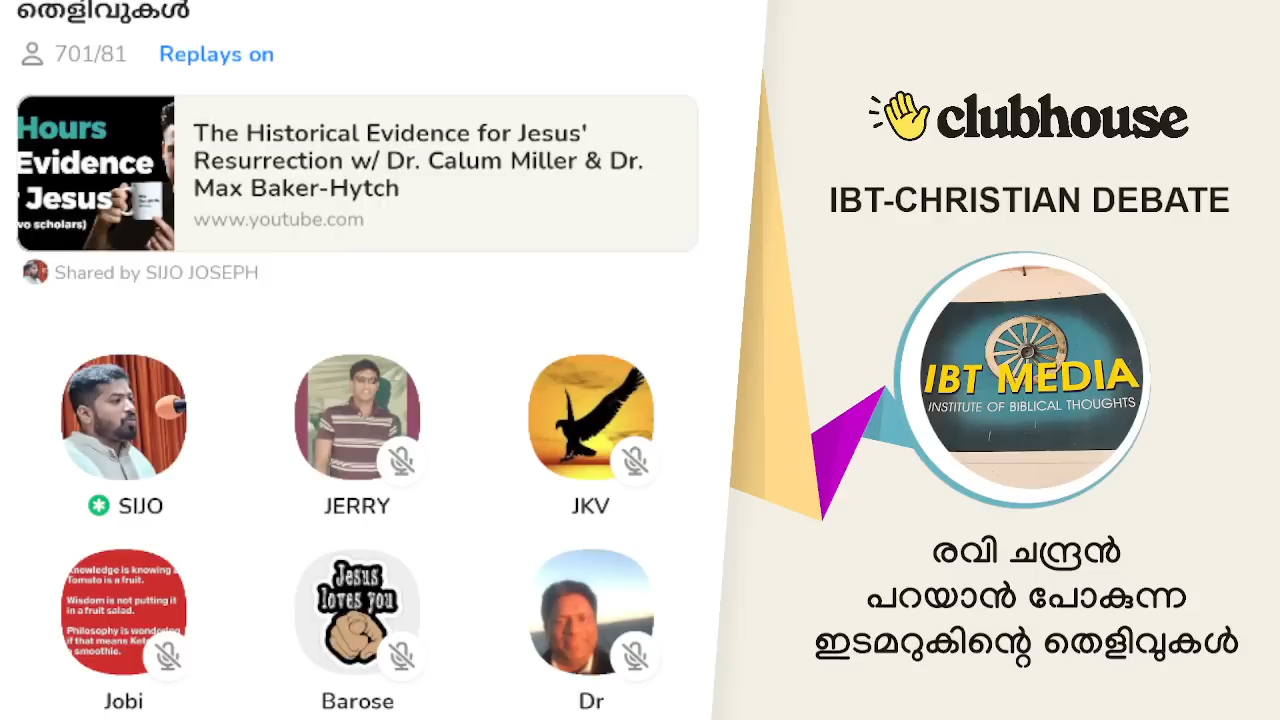 തെളിവുകൾ
701/81 Replays on
Hours
Evidence
Jesus
vo scholars)
The Historical Evidence for Jesus'
Resurrection w/ Dr. Calum Miller & Dr.
Max Baker-Hytch
www.youtube.com
Shared by SIJO JOSEPH
SIJO
JERRY
JKV
Knowledge is knowing a
Tomato is a fruit.
Wisdom is not putting it
in a fruit salad.
Philosophy is wondering
if that means Ket
smoothie.
Jesus
loves you
Jobi
Barose
Dr
clubhouse
IBT-CHRISTIAN DEBATE
IBT MEDIA
INSTITUTE OF BIBLICAL THOUGHTS
രവി ചന്ദ്രൻ
പറയാൻ പോകുന്ന
ഇടമറുകിന്റെ തെളിവുകൾ